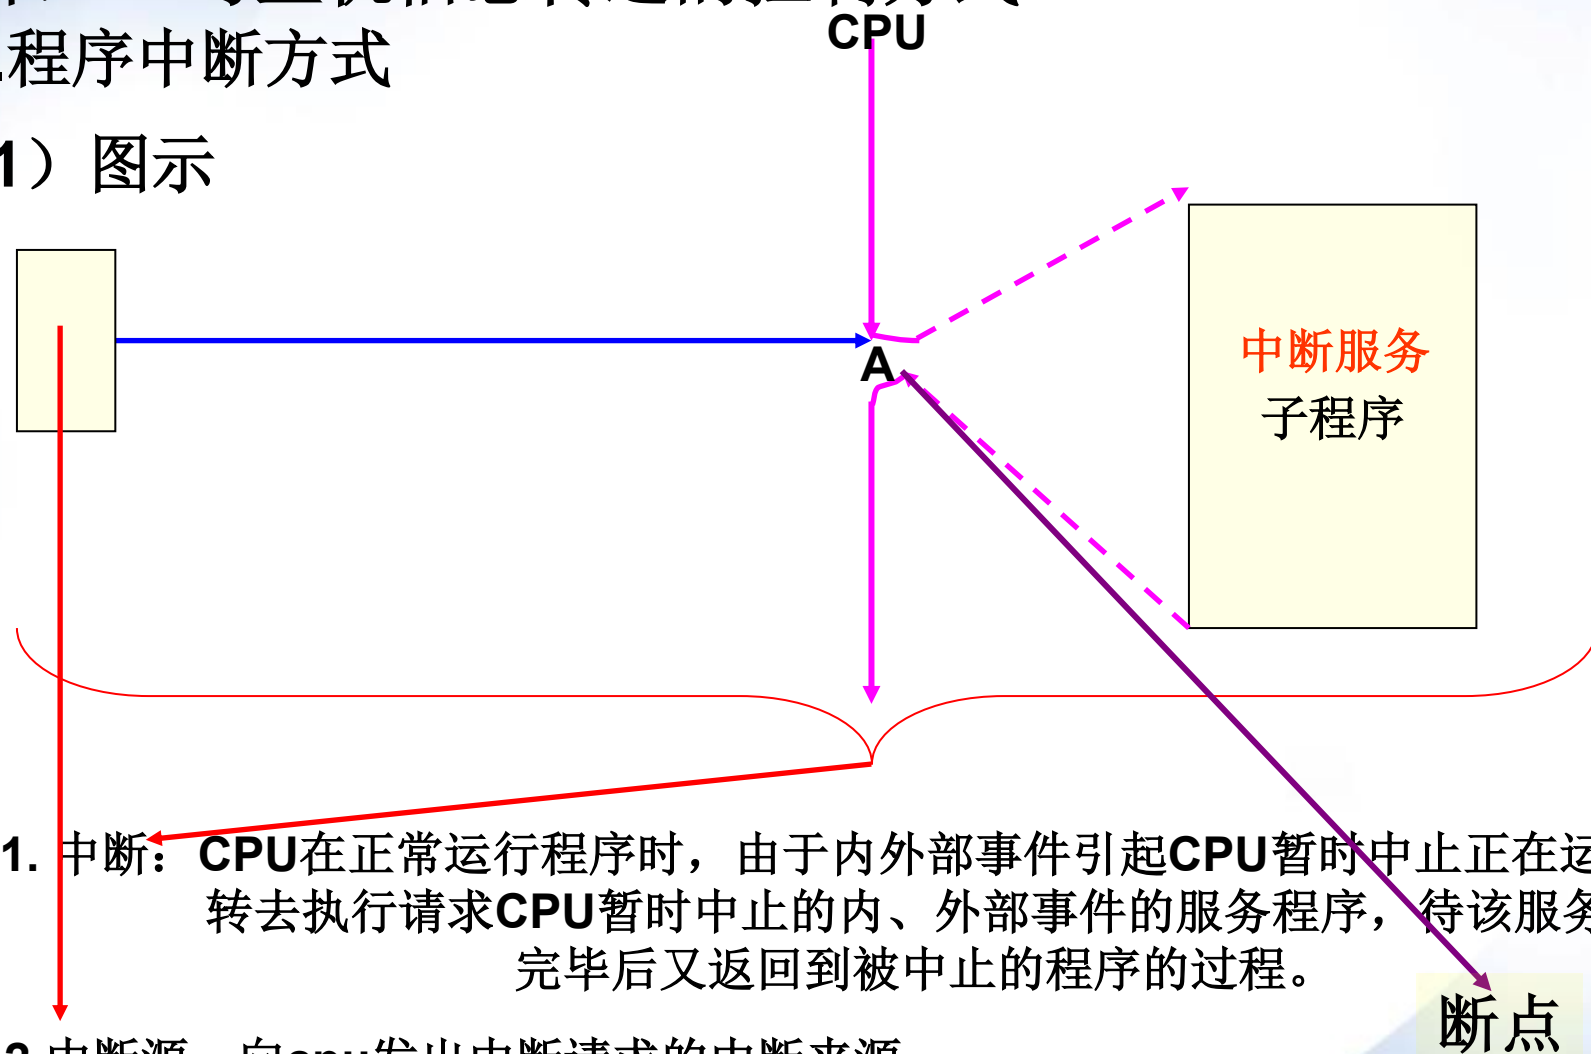 CPU
程序中断方式
1）图示
A
中断服务
子程序
1. 中断：CPU在正常运行程序时，由于内外部事件引起CPU暂时中止正在运
转去执行请求CPU暂时中止的内、外部事件的服务程序，待该服务
完毕后又返回到被中止的程序的过程。
断点